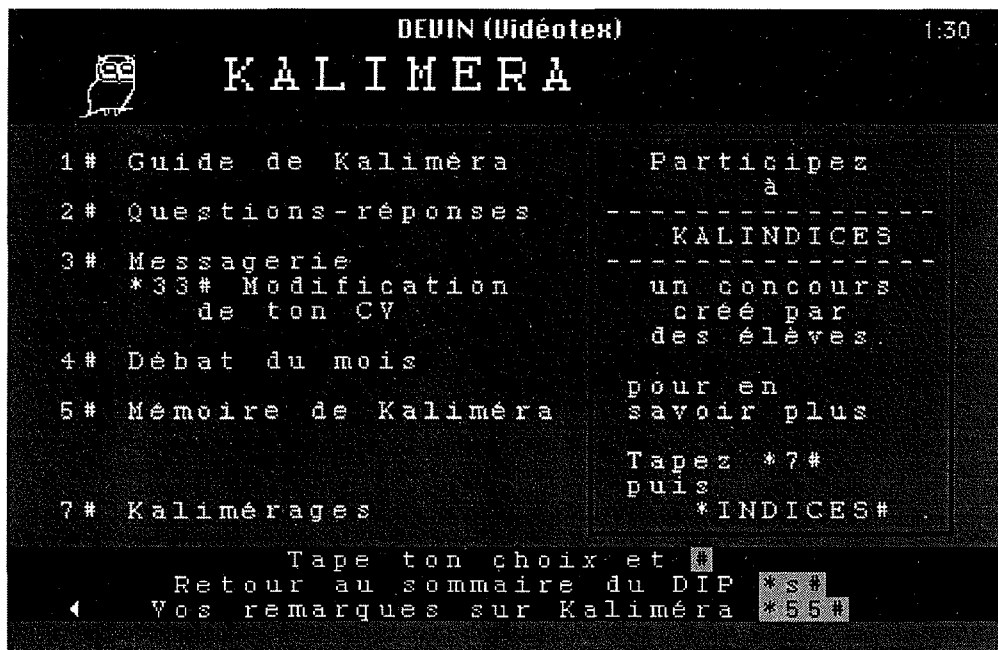 DEVIN (Vidéotex) 1:30
KALIMERA
1# Guide de Kaliméra
2# Questions-réponses
3# Messagerie
*33# Modification
de ton CV
4# Débat du mois
5# Mémoire de Kaliméra
7# Kalimérages
Participez
à
KALINDICES
un concours
créé par
des élèves.
pour en
savoir plus
Tapez *7#
puis
*INDICES# .
Tape ton choix et #
Retour au sommaire du DIP *s#
Vos remarques sur Kaliméra *55#